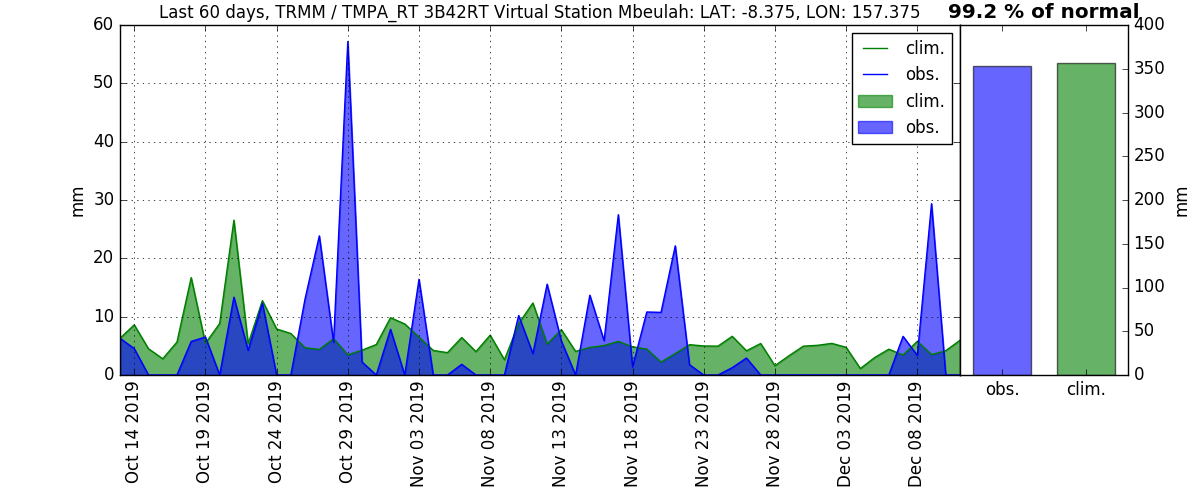 Last 60 days, TRMM / TMPA_RT 3B42RT Virtual Station Mbeulah: LAT: -8.375, LON: 157.375
99.2 % of normal
60
50
40
30
20
10
0
mm
clim.
obs.
clim.
obs.
Oct 14 2019
Oct 19 2019
Oct 24 2019
Oct 29 2019
Nov 03 2019
Nov 08 2019
Nov 13 2019
Nov 18 2019
Nov 23 2019
Nov 28 2019
Dec 03 2019
Dec 08 2019
400
350
300
250
200
150
100
50
0
mm
obs.
clim.